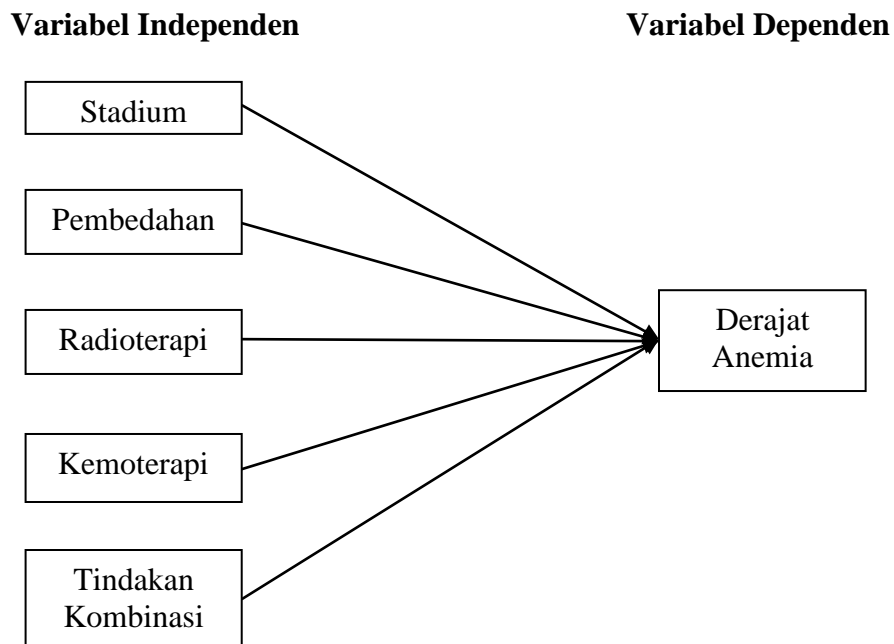 Variabel Independen
Variabel Dependen
Stadium
Pembedahan
Radioterapi
Kemoterapi
Tindakan
Kombinasi
Derajat
Anemia